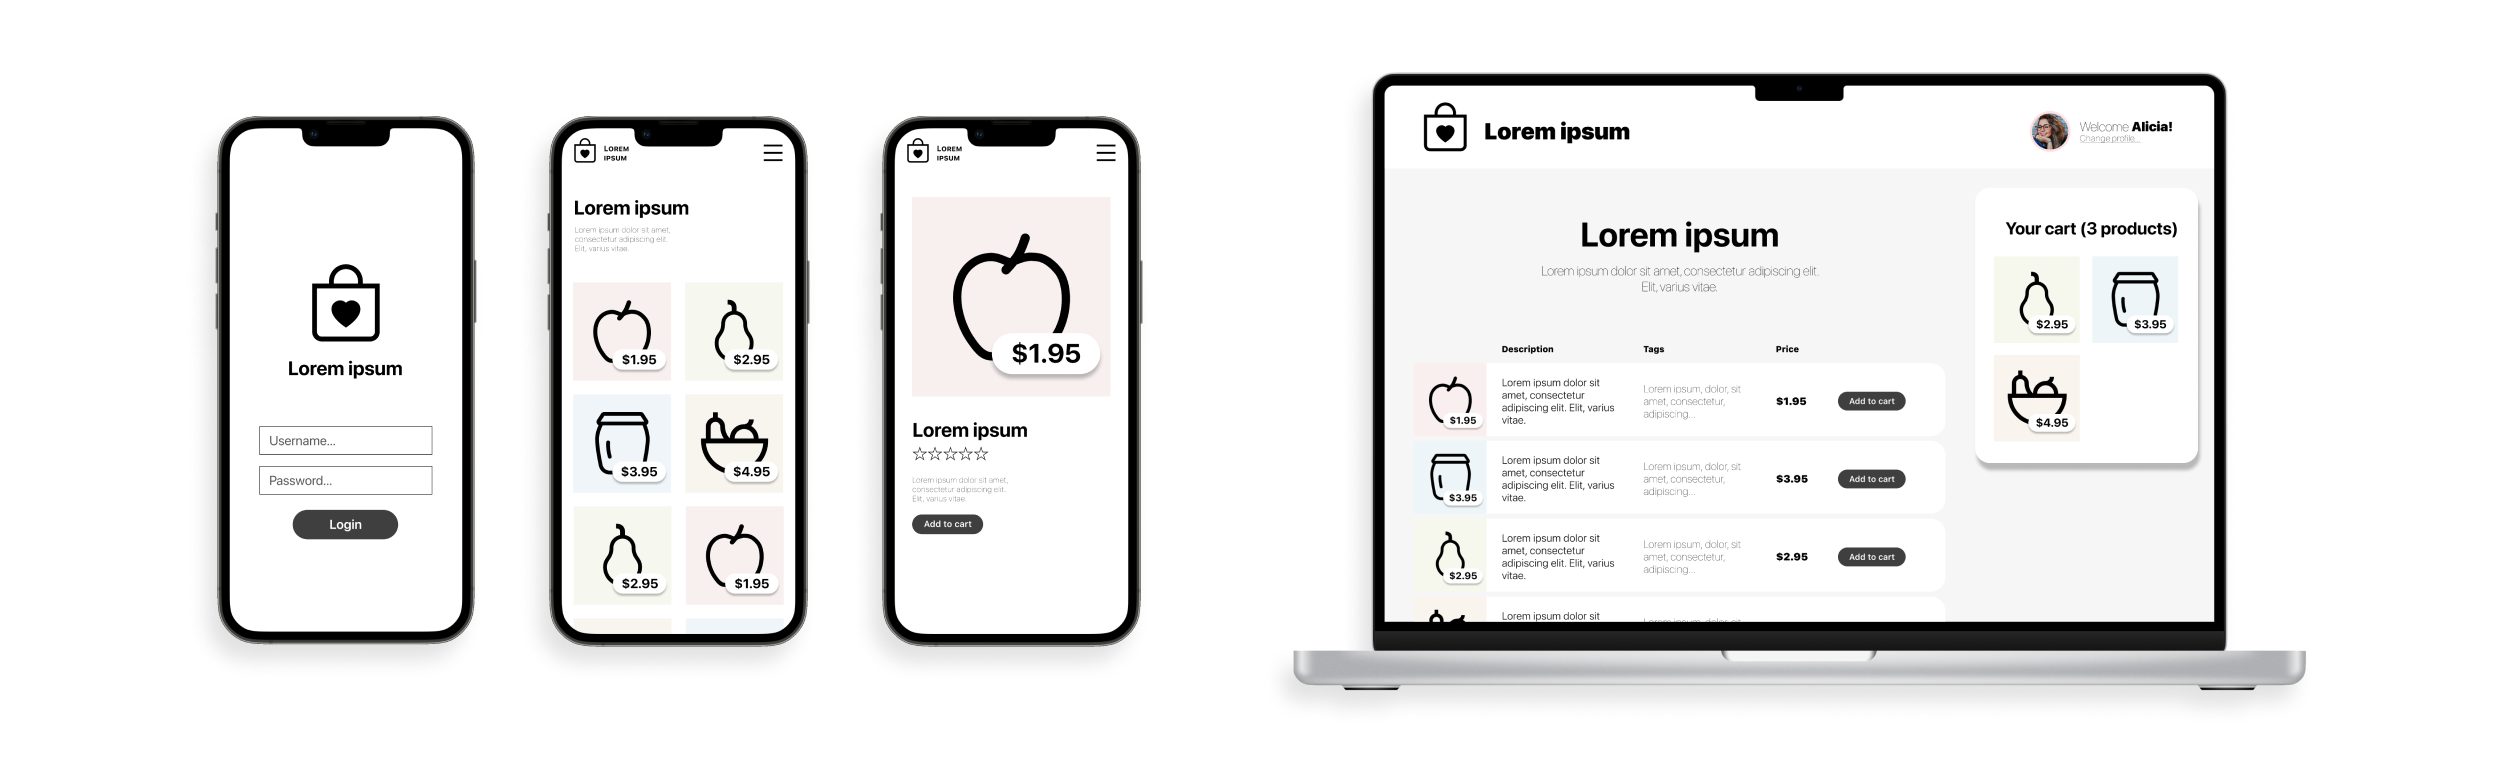 Lorem ipsum
Username...
Password...
Login
LOREM
IPSUM
Lorem ipsum
Lorem ipsum dolor sit amet,
consectetur adipiscing elit.
Elit, varius vitae.
$1.95
$2.95
$3.95
$4.95
$2.95
$1.95
LOREM
IPSUM
$1.95
Lorem ipsum
Lorem ipsum dolor sit amet,
consectetur adipiscing elit.
Elit, varius vitae.
Add to cart
Lorem ipsum
Welcome Alicia!
Change profile...
Lorem ipsum
Lorem ipsum dolor sit amet, consectetur adipiscing elit.
Elit, varius vitae.
Description Tags Price
$1.95
Lorem ipsum dolor sit
amet, consectetur
adipiscing elit. Elit, varius
vitae.
Lorem ipsum, dolor, sit
amet, consectetur,
adipiscing...
$1.95
Add to cart
$3.95
Lorem ipsum dolor sit
amet, consectetur
adipiscing elit. Elit, varius
vitae.
Lorem ipsum, dolor, sit
amet, consectetur,
adipiscing...
$3.95
Add to cart
$2.95
Lorem ipsum dolor sit
amet, consectetur
adipiscing elit. Elit, varius
vitae.
Lorem ipsum, dolor, sit
amet, consectetur,
adipiscing...
$2.95
Add to cart
Lorem ipsum dolor sit
Lorem ipsum, dolor, sit
Your cart (3 products)
$2.95
$3.95
$4.95